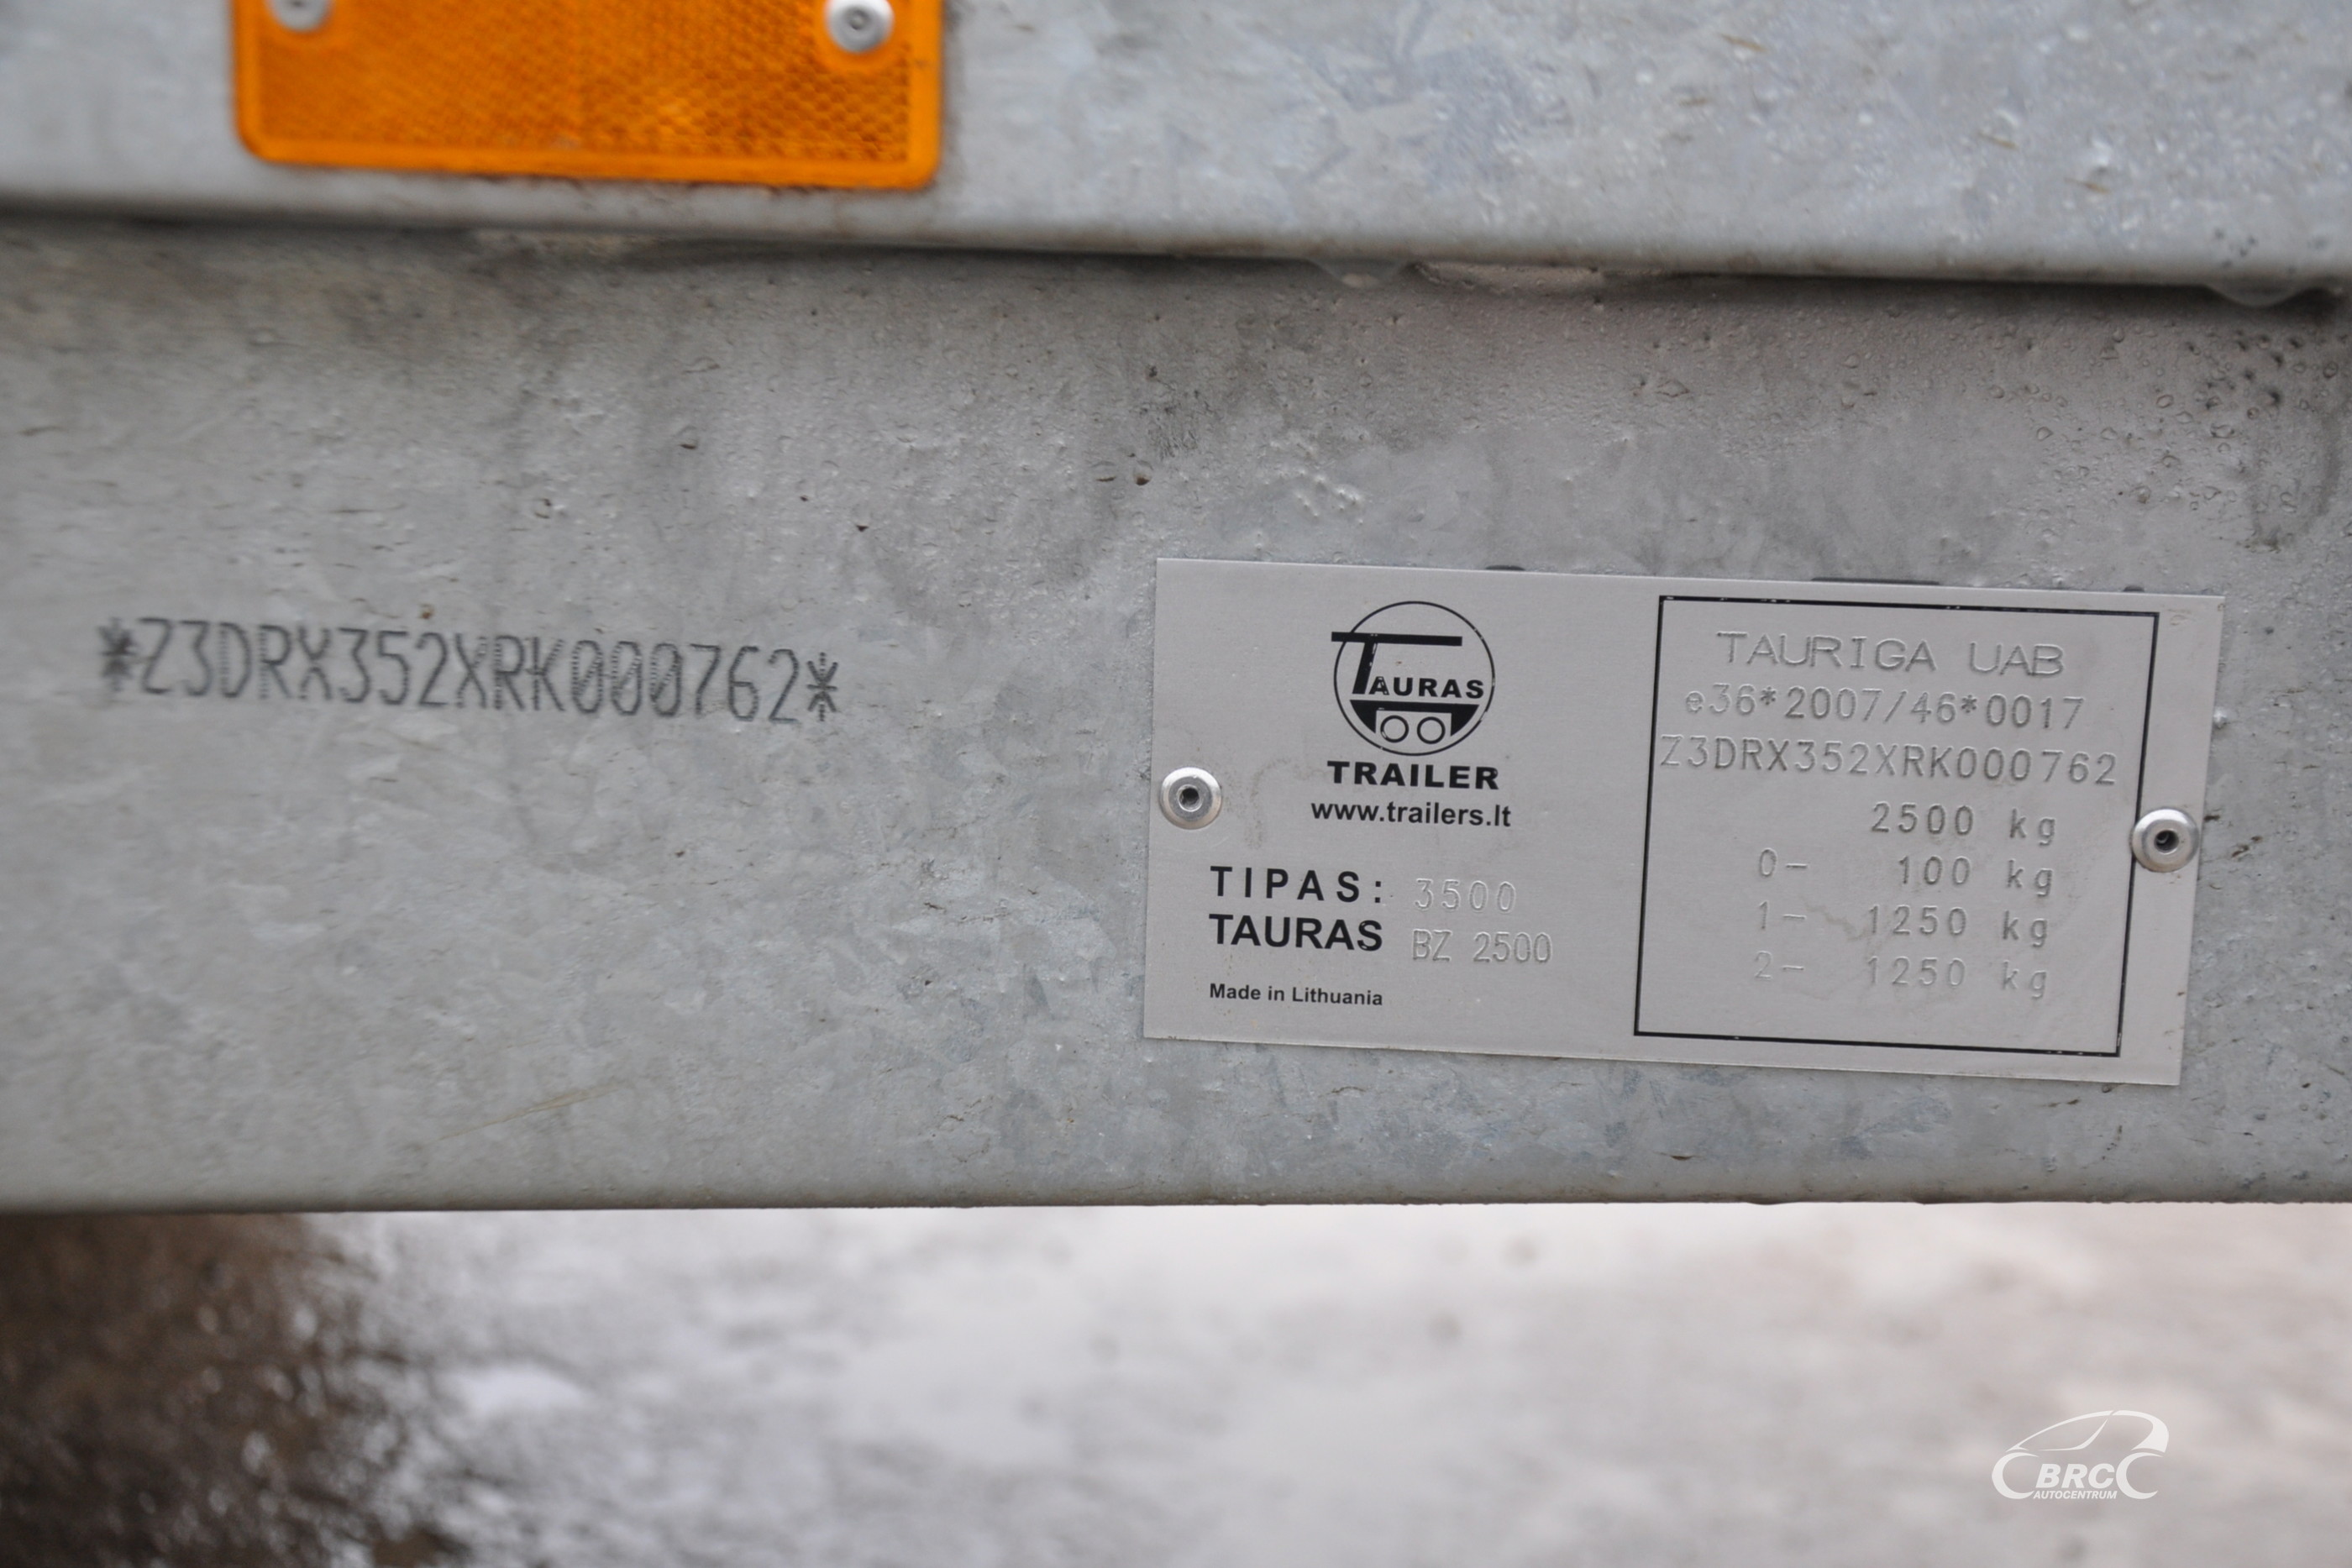 *Z3DRX352XRK000762*
TAURAS
TRAILER
www.trailers.lt
TIPAS: 3500
TAURAS BZ 2500
Made in Lithuania
TAURIGA UAB
e36*2007/46*0017
Z3DRX352XRK000762
2500 kg
0- 100 kg
1- 1250 kg
2- 1250 kg
BRC
AUTOCENTRUM